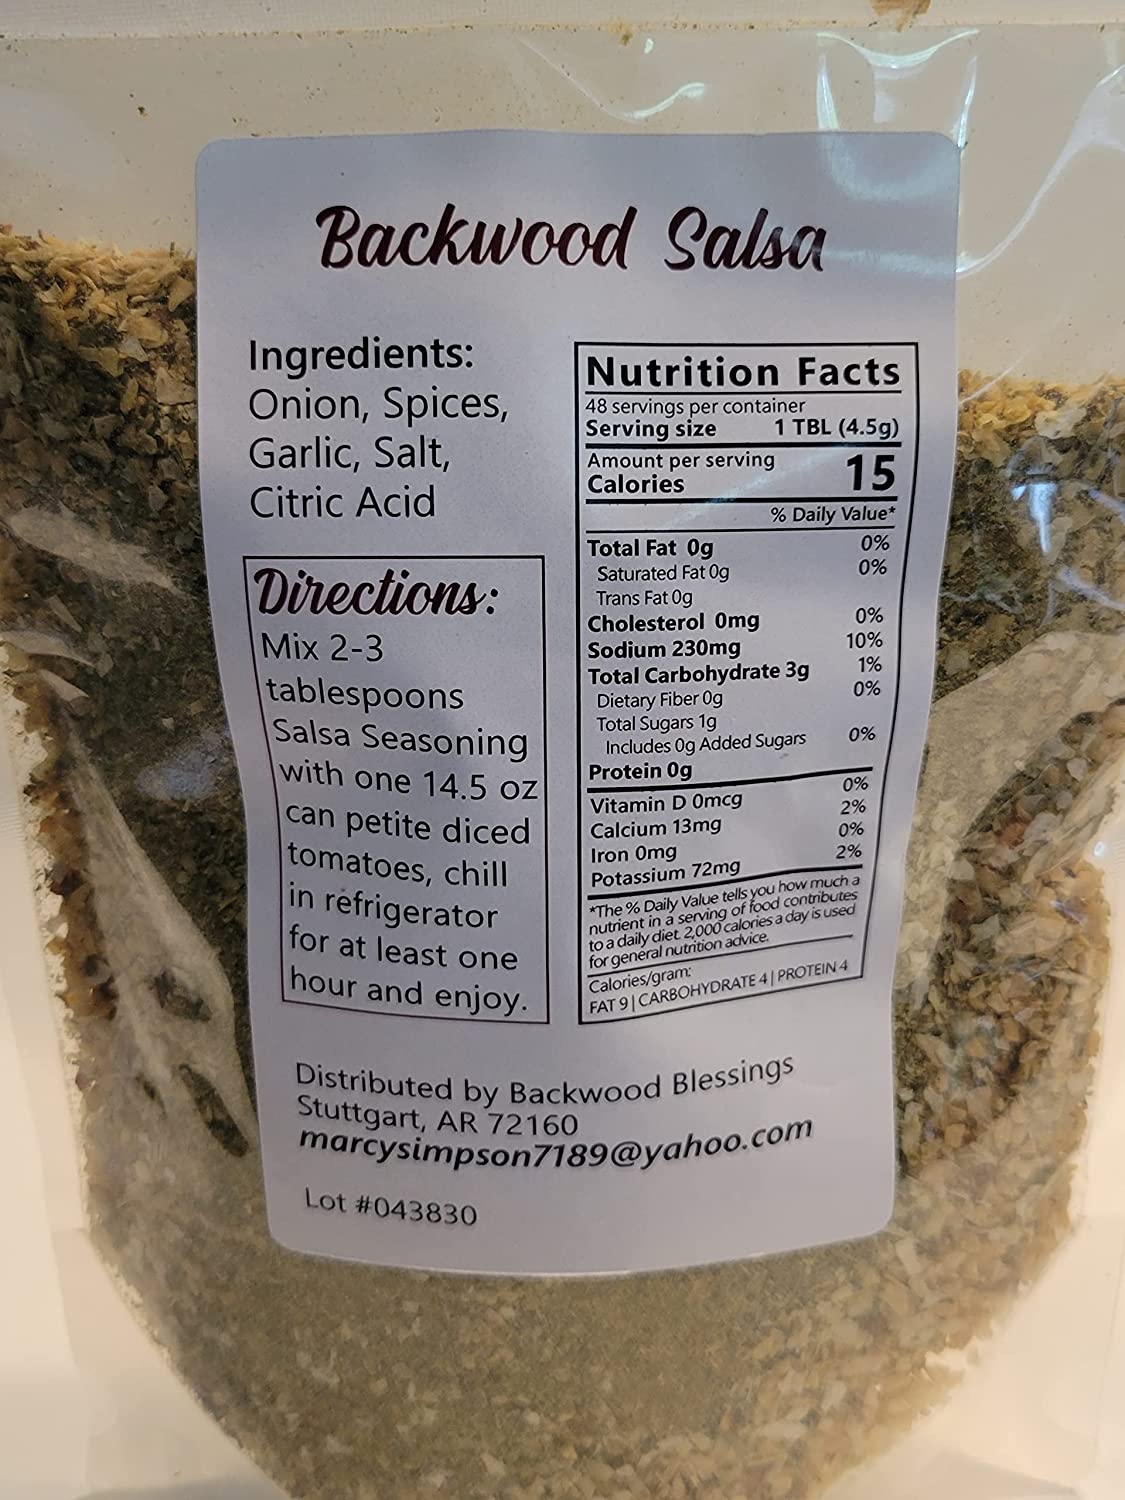 Backwood Salsa
Ingredients:
Onion, Spices,
Garlic, Salt,
Citric Acid
Directions:
Mix 2-3
tablespoons
Salsa Seasoning
with one 14.5 oz
can petite diced
tomatoes, chill
in refrigerator
for at least one
hour and enjoy.
Nutrition Facts
48 servings per container
Serving size 1 TBL (4.5g)
Amount per serving
Calories 15
% Daily Value*
Total Fat 0g 0%
Saturated Fat 0g 0%
Trans Fat 0g
Cholesterol 0mg 0%
Sodium 230mg 10%
Total Carbohydrate 3g 1%
Dietary Fiber 0g 0%
Total Sugars 1g
Includes 0g Added Sugars 0%
Protein 0g
Vitamin D 0mcg 0%
Calcium 13mg 2%
Iron 0mg 0%
Potassium 72mg 2%
*The % Daily Value tells you how much a
nutrient in a serving of food contributes
to a daily diet. 2,000 calories a day is used
for general nutrition advice.
Calories/gram:
FAT 9 | CARBOHYDRATE 4 | PROTEIN 4
Distributed by Backwood Blessings
Stuttgart, AR 72160
marcysimpson7189@yahoo.com
Lot #043830